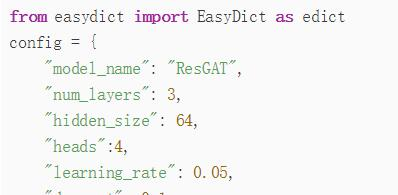 from easydict import EasyDict as edict
config = {
    "model_name": "ResGAT",
    "num_layers": 3,
    "hidden_size": 64,
    "heads":4,
    "learning_rate": 0.05,